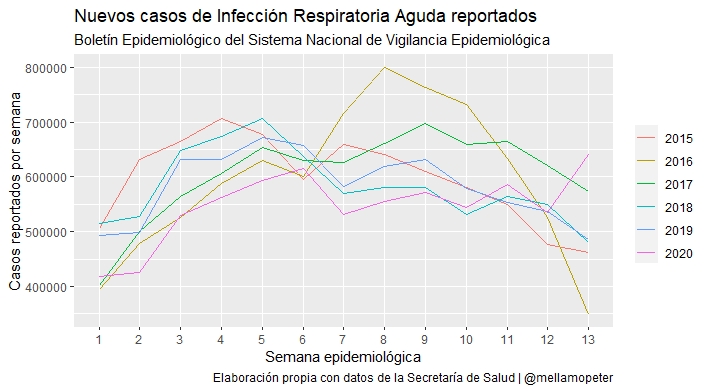 Nuevos casos de Infección Respiratoria Aguda reportados
Boletín Epidemiológico del Sistema Nacional de Vigilancia Epidemiológica
Casos reportados por semana
800000
700000
600000
500000
400000
1 2 3 4 5 6 7 8 9 10 11 12 13
Semana epidemiológica
2015
2016
2017
2018
2019
2020
Elaboración propia con datos de la Secretaría de Salud | @mellamopeter